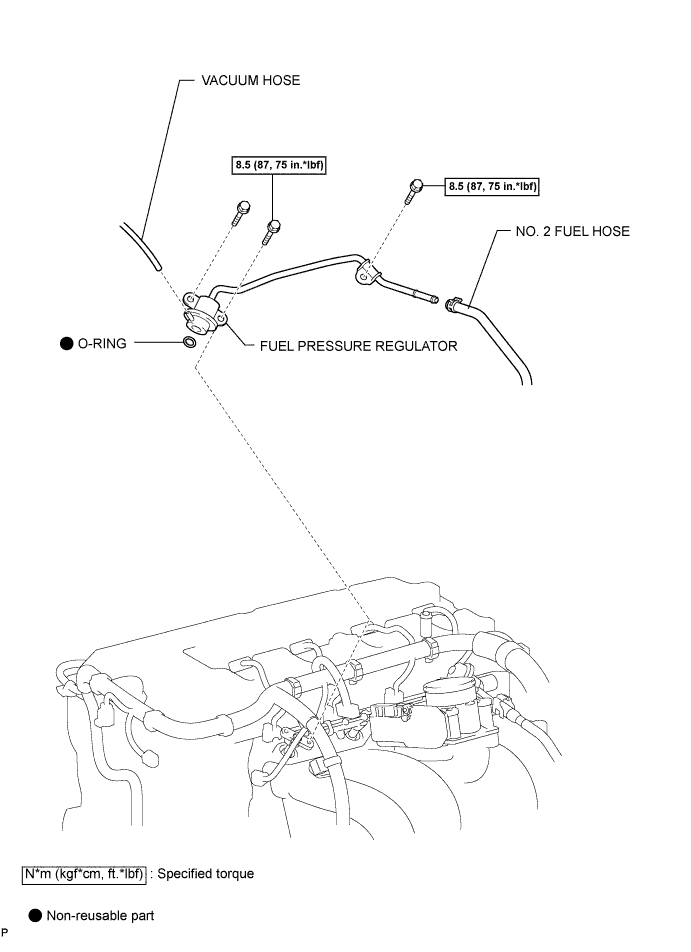 VACUUM HOSE
8.5 (87, 75 in.*lbf)
8.5 (87, 75 in.*lbf)
NO. 2 FUEL HOSE
O-RING
FUEL PRESSURE REGULATOR
N*m (kgf*cm, ft.*lbf) : Specified torque
Non-reusable part
P